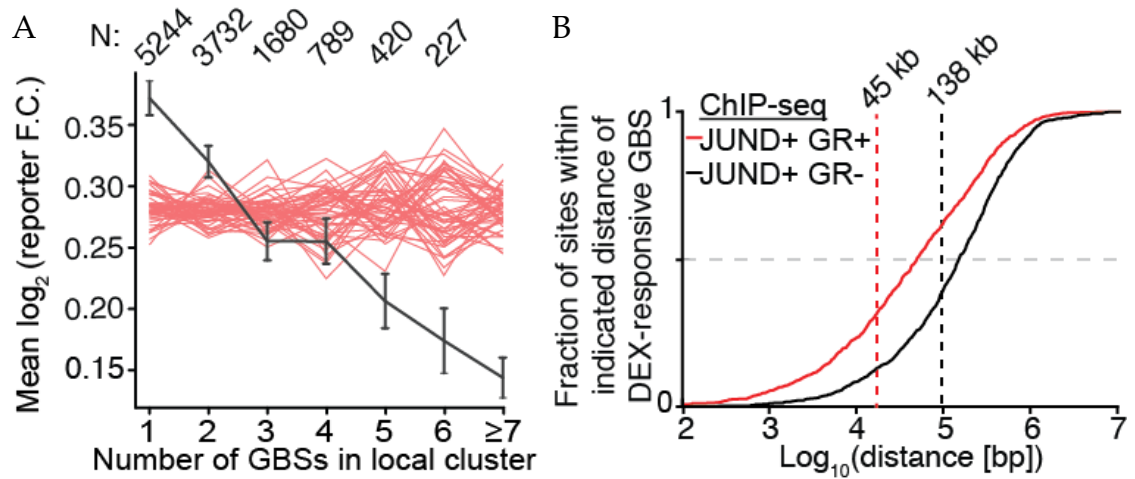 A
N: 5244 3732 1680 789 420 227
Mean log2 (reporter F.C.)
0.35
0.30
0.25
0.20
0.15
1 2 3 4 5 6 ≥7
Number of GBSs in local cluster
B
45 kb 138 kb
Fraction of sites within
indicated distance of
DEX-responsive GBS
1
0
ChIP-seq
JUND+ GR+
JUND+ GR-
2 3 4 5 6 7
Log10(distance [bp])